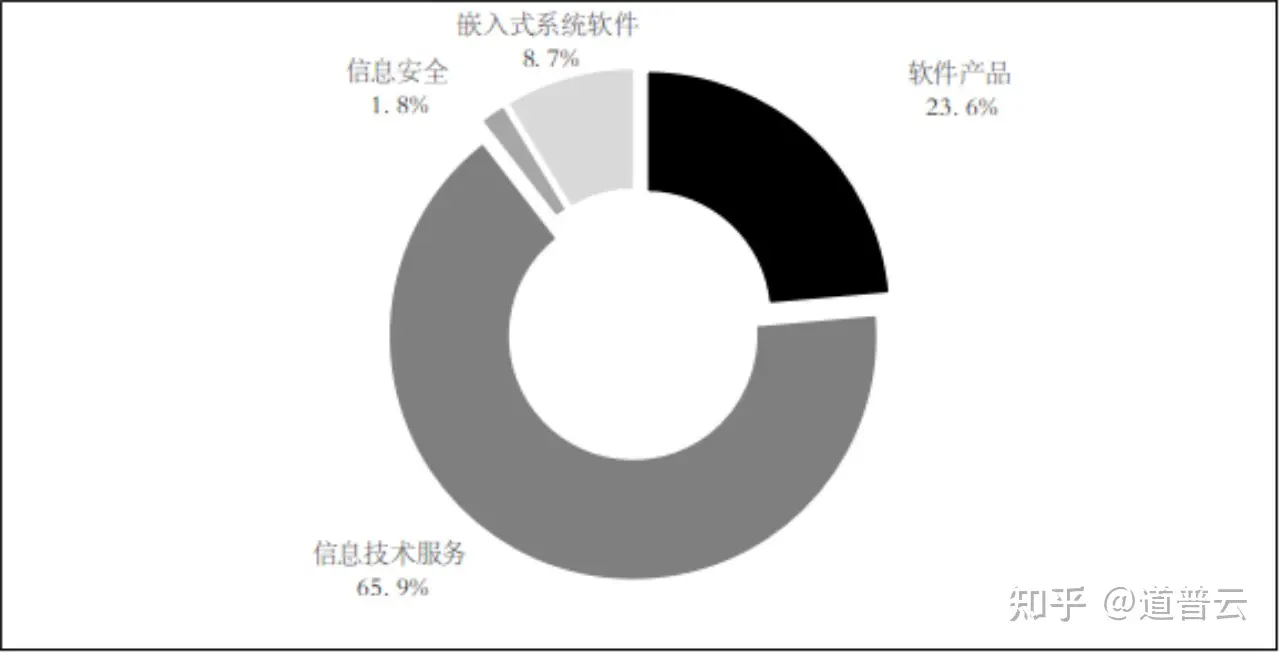 嵌入式系统软件
8.7%
信息安全
1.8%
软件产品
23.6%
信息技术服务
65.9%
知乎 @道普云